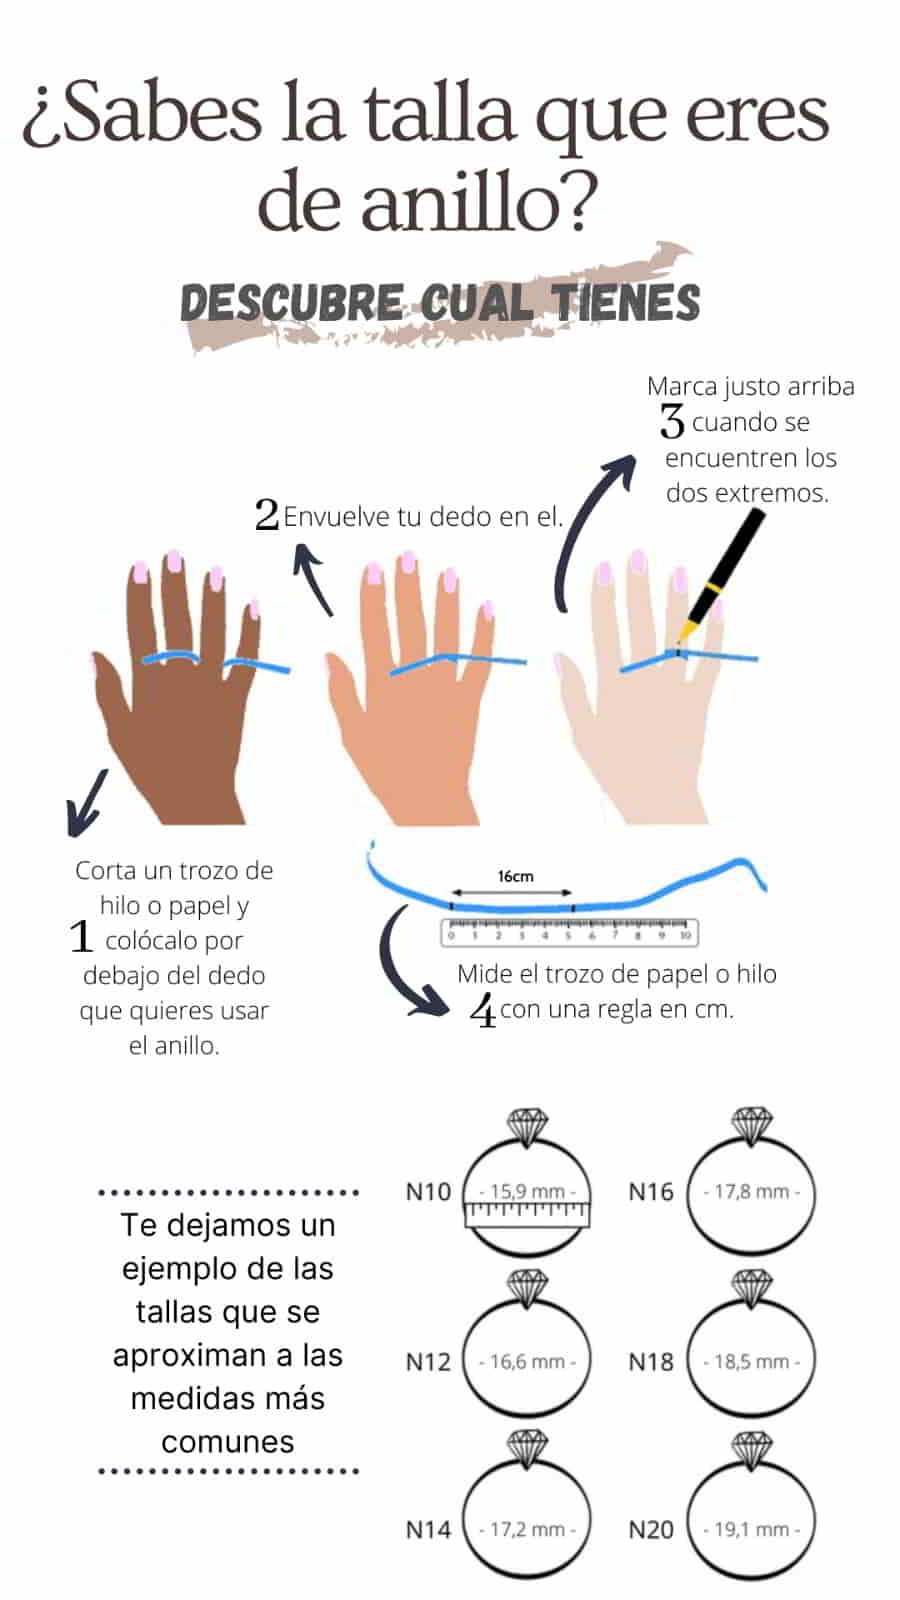 ¿Sabes la talla que eres
de anillo?
DESCUBRE CUAL TIENES
Marca justo arriba
3 cuando se
encuentren los
dos extremos.
2 Envuelve tu dedo en el.
Corta un trozo de
hilo o papel y
1 colócalo por
debajo del dedo
que quieres usar
el anillo.
16cm
0 1 2 3 4 5 6 7 8 9 10
Mide el trozo de papel o hilo
4 con una regla en cm.
Te dejamos un
ejemplo de las
tallas que se
aproximan a las
medidas más
comunes
N10 - 15,9 mm -
N16 - 17,8 mm -
N12 - 16,6 mm -
N18 - 18,5 mm -
N14 - 17,2 mm -
N20 - 19,1 mm -